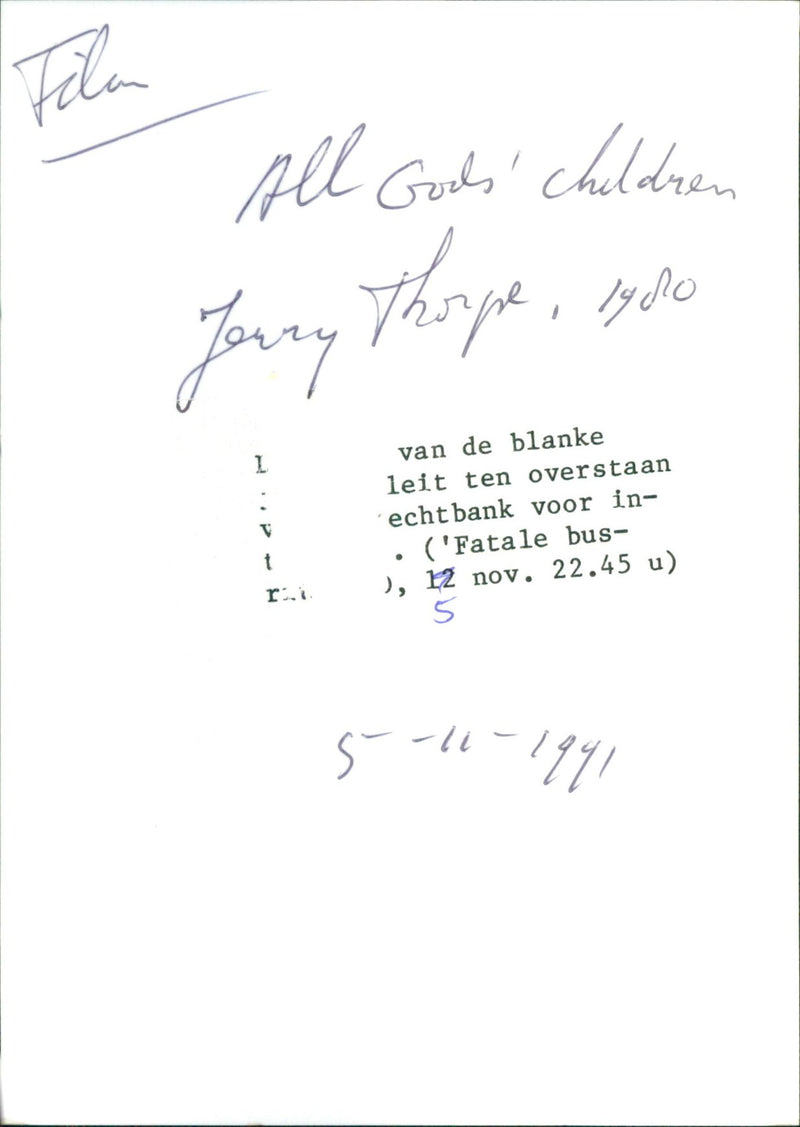 Film
All Gods' children
Jerry Thorpe, 1980
van de blanke
leit ten overstaan
v echtbank voor in-
t . ('Fatale bus-
), 12 nov. 22.45 u)
5
5 - 11 - 1991